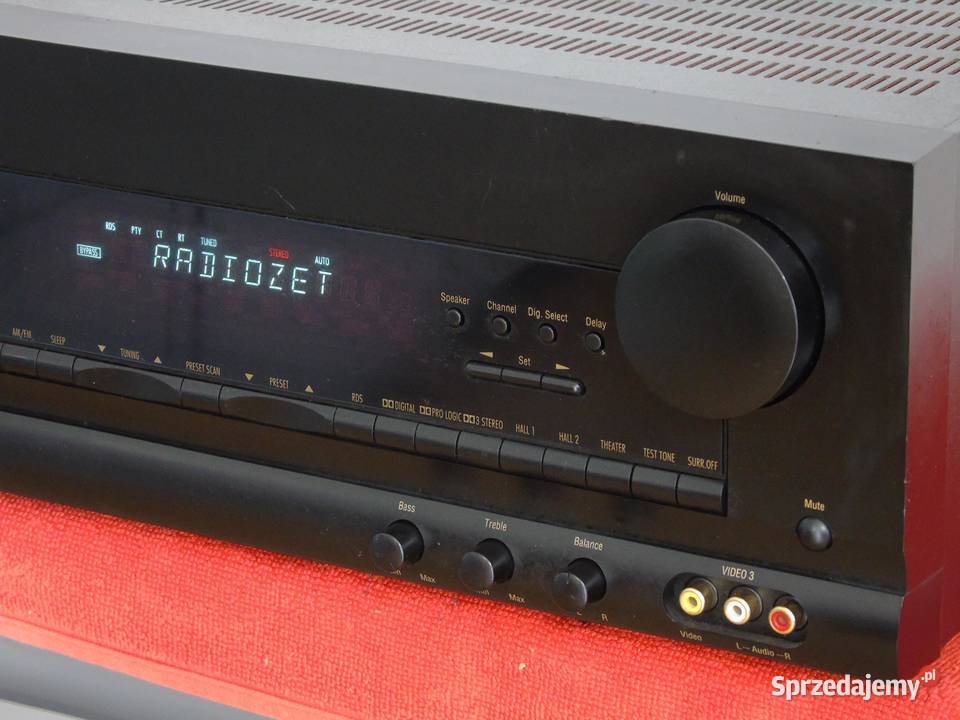 Volume
RDS PTY CT RT TUNED STEREO AUTO
BYPASS RADIOZET
Speaker Channel Dig. Select Delay
Set
AM/FM SLEEP TUNING PRESET SCAN PRESET RDS DIGITAL PRO LOGIC 3 STEREO HALL 1 HALL 2 THEATER TEST TONE SURR.OFF
Mute
Bass Treble Balance VIDEO 3
Max Max L R
Video L-Audio-R
Sprzedajemy.pl